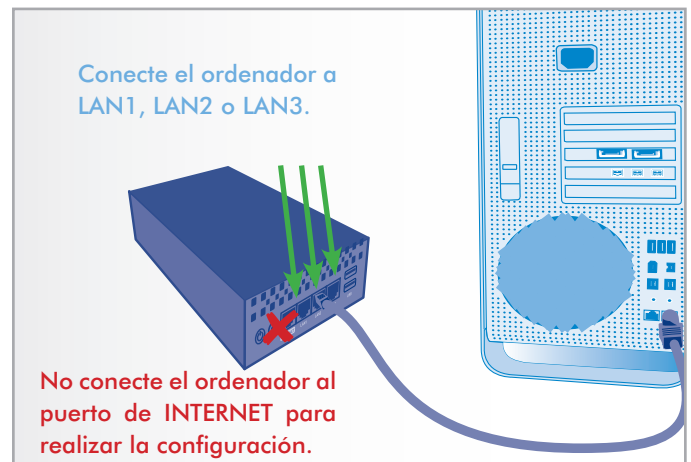 Conecte el ordenador a
LAN1, LAN2 o LAN3.
No conecte el ordenador al
puerto de INTERNET para
realizar la configuración.